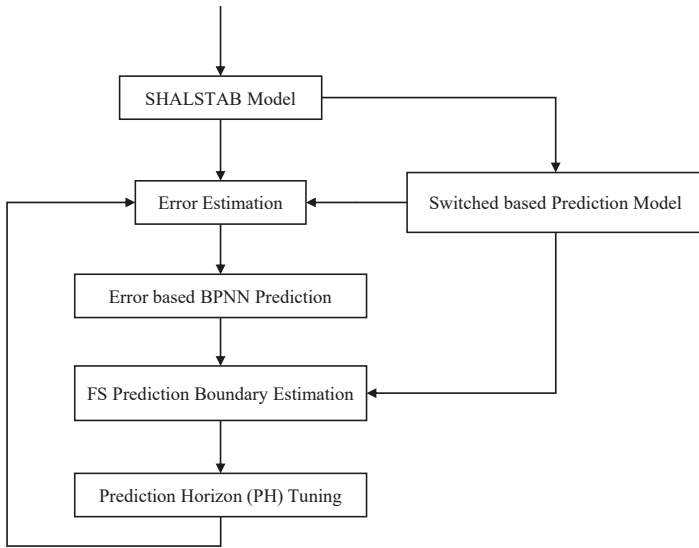 SHALSTAB Model
Error Estimation
Switched based Prediction Model
Error based BPNN Prediction
FS Prediction Boundary Estimation
Prediction Horizon (PH) Tuning